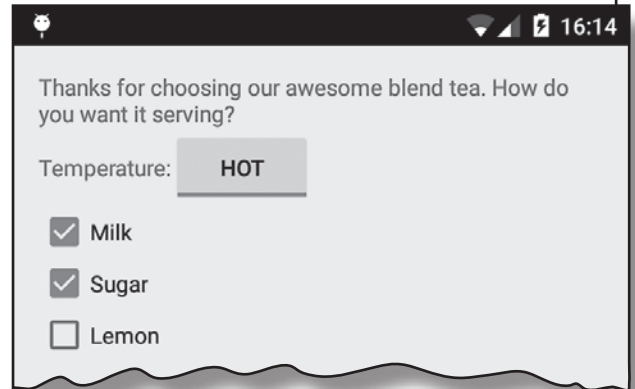 16:14
Thanks for choosing our awesome blend tea. How do
you want it serving?
Temperature: HOT
Milk
Sugar
Lemon